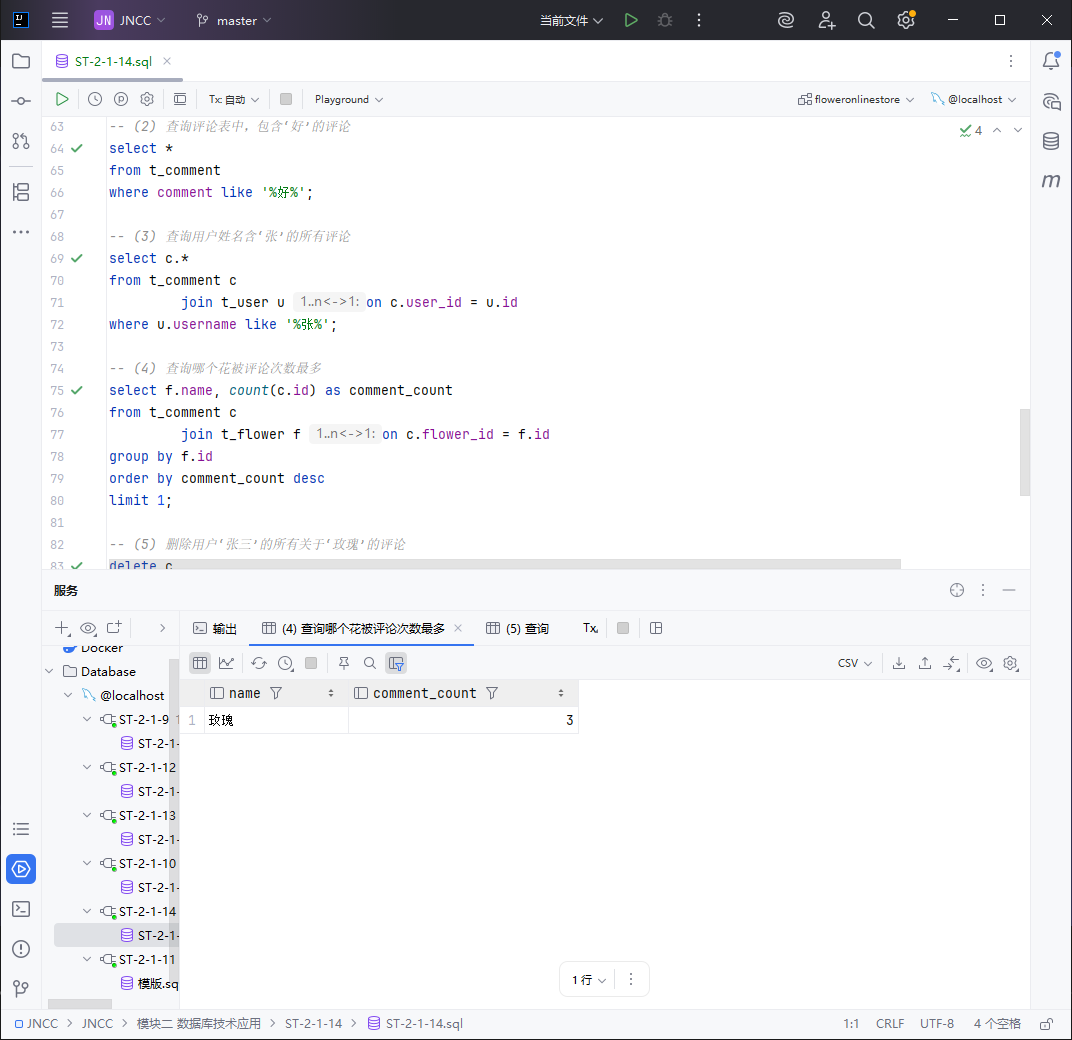 JN JNCC master 当前文件
ST-2-1-14.sql
Tx: 自动 Playground floweronlinestore @localhost
63 -- (2) 查询评论表中，包含‘好’的评论 4
64 select *
65 from t_comment
66 where comment like '%好%';
67
68 -- (3) 查询用户姓名含‘张’的所有评论
69 select c.*
70 from t_comment c
71 join t_user u 1..n<->1: on c.user_id = u.id
72 where u.username like '%张%';
73
74 -- (4) 查询哪个花被评论次数最多
75 select f.name, count(c.id) as comment_count
76 from t_comment c
77 join t_flower f 1..n<->1: on c.flower_id = f.id
78 group by f.id
79 order by comment_count desc
80 limit 1;
81
82 -- (5) 删除用户‘张三’的所有关于‘玫瑰’的评论
83 delete c
服务
输出 (4) 查询哪个花被评论次数最多 (5) 查询 Tx
Docker
Database
@localhost
ST-2-1-9
ST-2-1-
ST-2-1-12
ST-2-1-
ST-2-1-13
ST-2-1-
ST-2-1-10
ST-2-1-
ST-2-1-14
ST-2-1-
ST-2-1-11
模版.sq
CSV
name comment_count
1 玫瑰 3
1 行
JNCC JNCC 模块二 数据库技术应用 ST-2-1-14 ST-2-1-14.sql 1:1 CRLF UTF-8 4 个空格